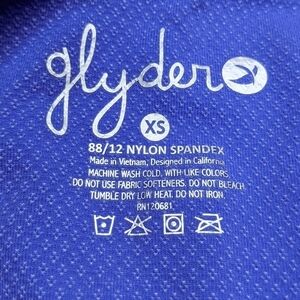 glyder
XS
88/12 NYLON SPANDEX
Made in Vietnam, Designed in California
MACHINE WASH COLD, WITH LIKE COLORS,
DO NOT USE FABRIC SOFTENERS. DO NOT BLEACH.
TUMBLE DRY LOW HEAT. DO NOT IRON.
RN120681